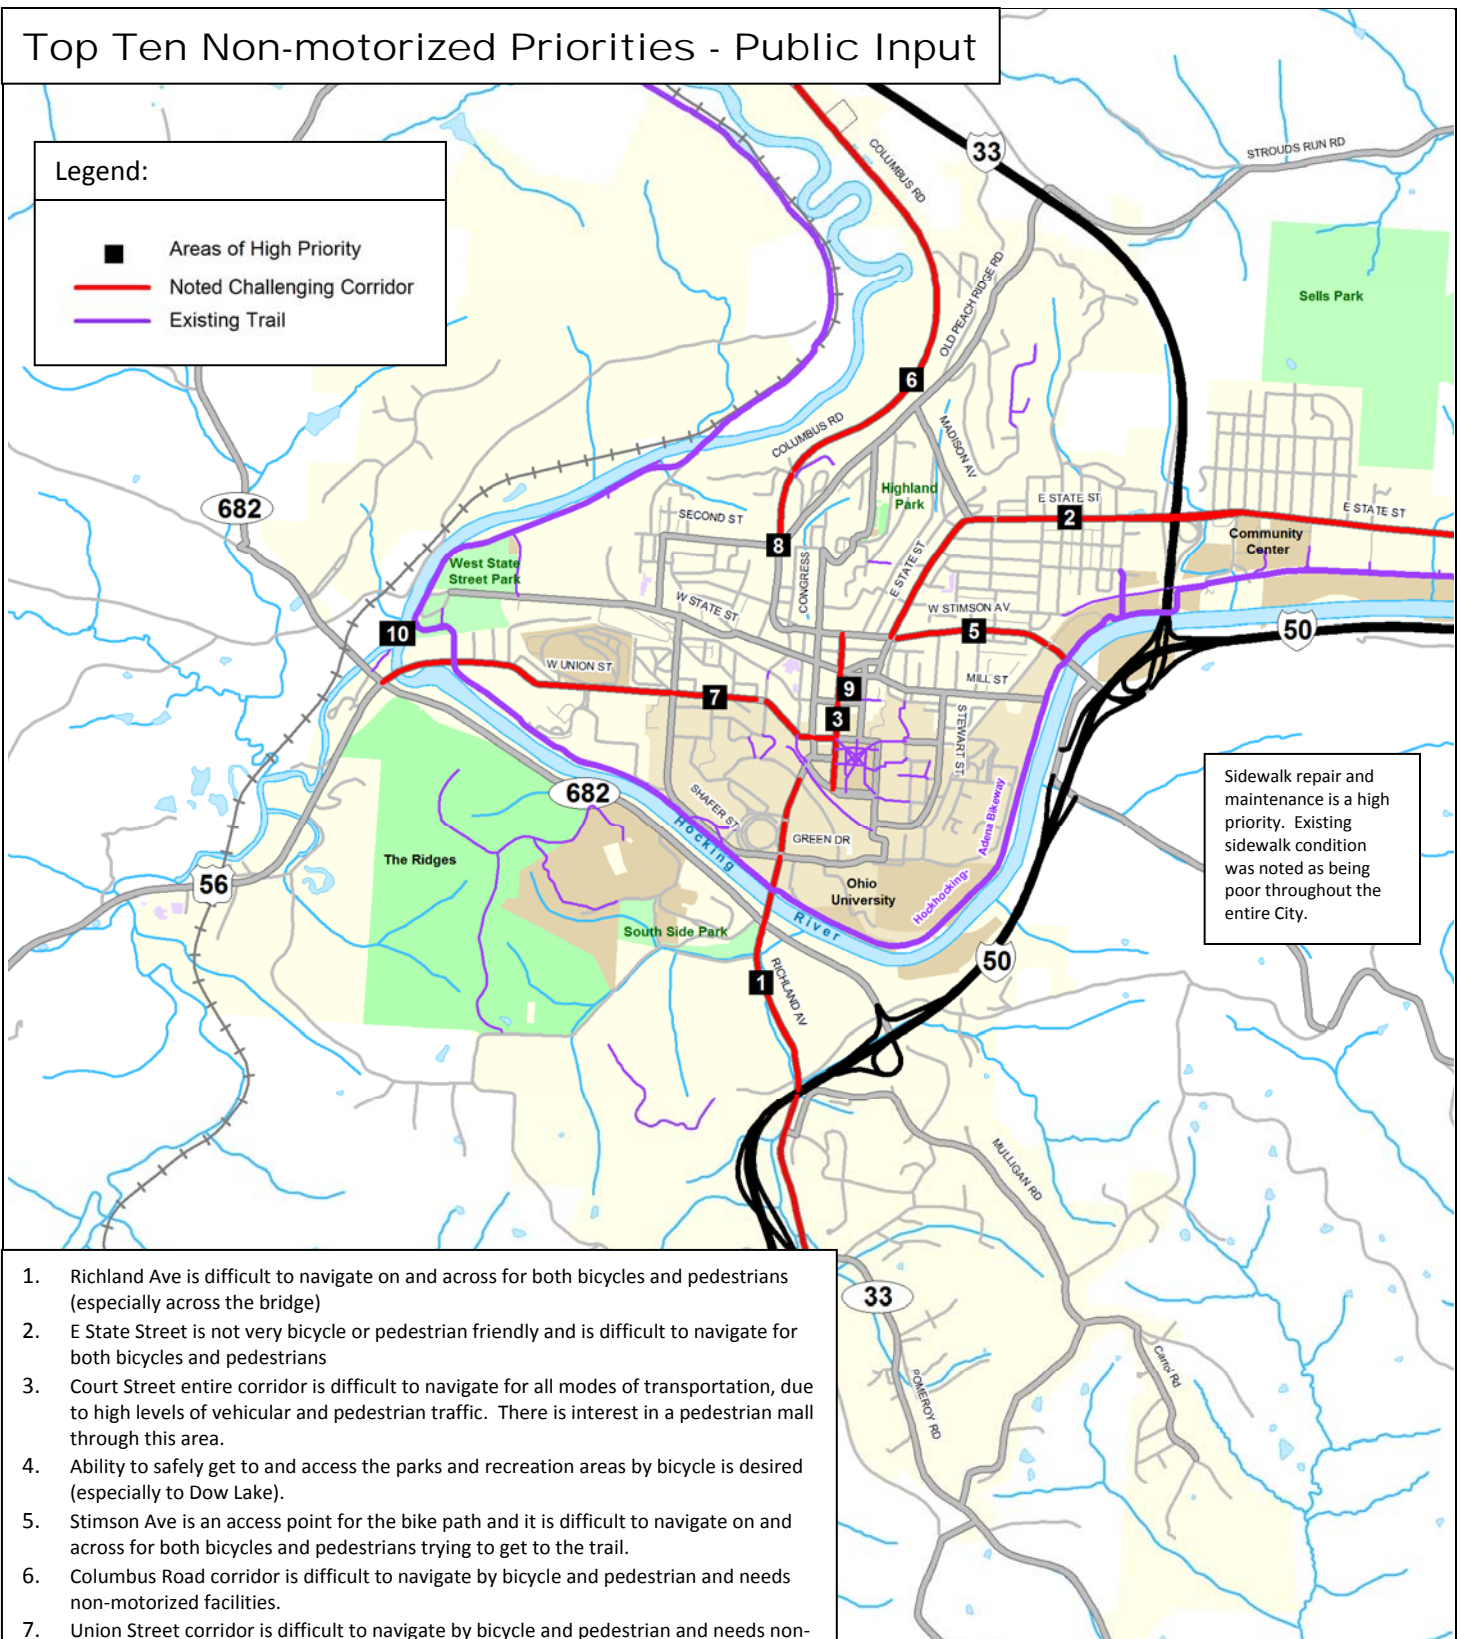 Top Ten Non-motorized Priorities - Public Input
Legend:
Areas of High Priority
Noted Challenging Corridor
Existing Trail
33
STROUDS RUN RD
COLUMBUS RD
OLD PEACH RIDGE RD
Sells Park
6
COLUMBUS RD
MADISON AV
682
Highland
Park
E STATE ST
2
E STATE ST
SECOND ST
8
Community
Center
West State
Street Park
CONGRESS
E STATE ST
W STATE ST
W STIMSON AV
10
5
50
W UNION ST
MILL ST
7
9
3
STEWART ST
682
SHAFER ST
Hocking
River
GREEN DR
Hockhocking-
Adena Bikeway
The Ridges
56
Ohio
University
South Side Park
50
1
RICHLAND AV
Sidewalk repair and
maintenance is a high
priority. Existing
sidewalk condition
was noted as being
poor throughout the
entire City.
MULLIGAN RD
33
POMEROY RD
Carrol Rd
1. Richland Ave is difficult to navigate on and across for both bicycles and pedestrians
(especially across the bridge)
2. E State Street is not very bicycle or pedestrian friendly and is difficult to navigate for
both bicycles and pedestrians
3. Court Street entire corridor is difficult to navigate for all modes of transportation, due
to high levels of vehicular and pedestrian traffic. There is interest in a pedestrian mall
through this area.
4. Ability to safely get to and access the parks and recreation areas by bicycle is desired
(especially to Dow Lake).
5. Stimson Ave is an access point for the bike path and it is difficult to navigate on and
across for both bicycles and pedestrians trying to get to the trail.
6. Columbus Road corridor is difficult to navigate by bicycle and pedestrian and needs
non-motorized facilities.
7. Union Street corridor is difficult to navigate by bicycle and pedestrian and needs non-